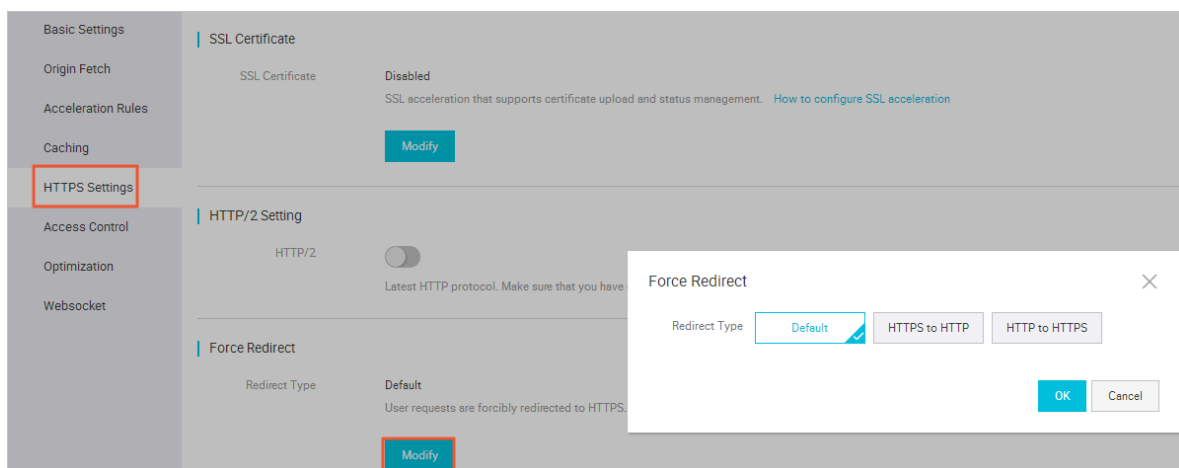 Basic Settings
Origin Fetch
Acceleration Rules
Caching
HTTPS Settings
Access Control
Optimization
Websocket
SSL Certificate
SSL Certificate Disabled
SSL acceleration that supports certificate upload and status management. How to configure SSL acceleration
Modify
HTTP/2 Setting
HTTP/2
Latest HTTP protocol. Make sure that you have
Force Redirect
Redirect Type Default
User requests are forcibly redirected to HTTPS.
Modify
Force Redirect
Redirect Type Default HTTPS to HTTP HTTP to HTTPS
OK Cancel